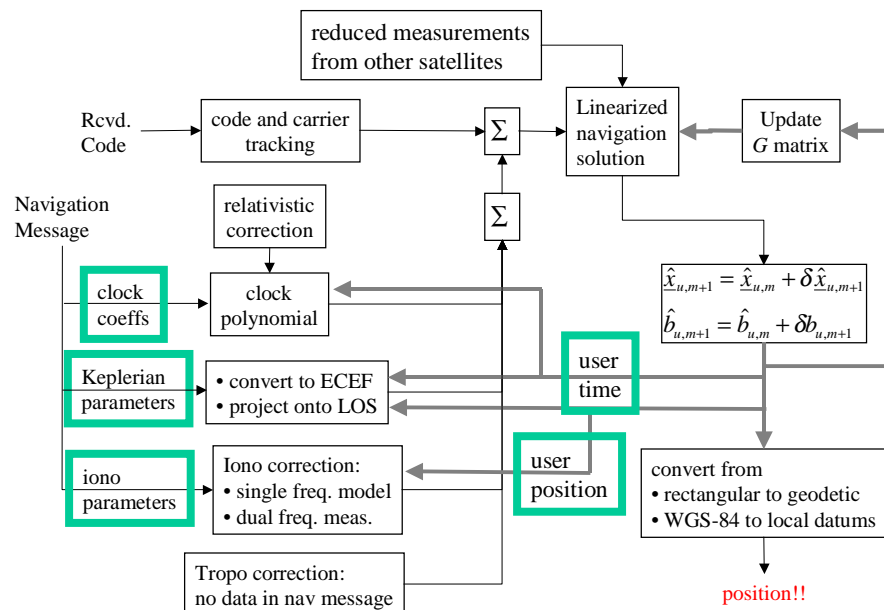 reduced measurements
from other satellites
Rcvd.
Code
code and carrier
tracking
Σ
Linearized
navigation
solution
Update
G matrix
Navigation
Message
relativistic
correction
Σ
clock
coeffs
clock
polynomial
x̂u,m+1 = x̂u,m + δx̂u,m+1
b̂u,m+1 = b̂u,m + δbu,m+1
Keplerian
parameters
• convert to ECEF
• project onto LOS
user
time
iono
parameters
Iono correction:
• single freq. model
• dual freq. meas.
user
position
convert from
• rectangular to geodetic
• WGS-84 to local datums
Tropo correction:
no data in nav message
position!!